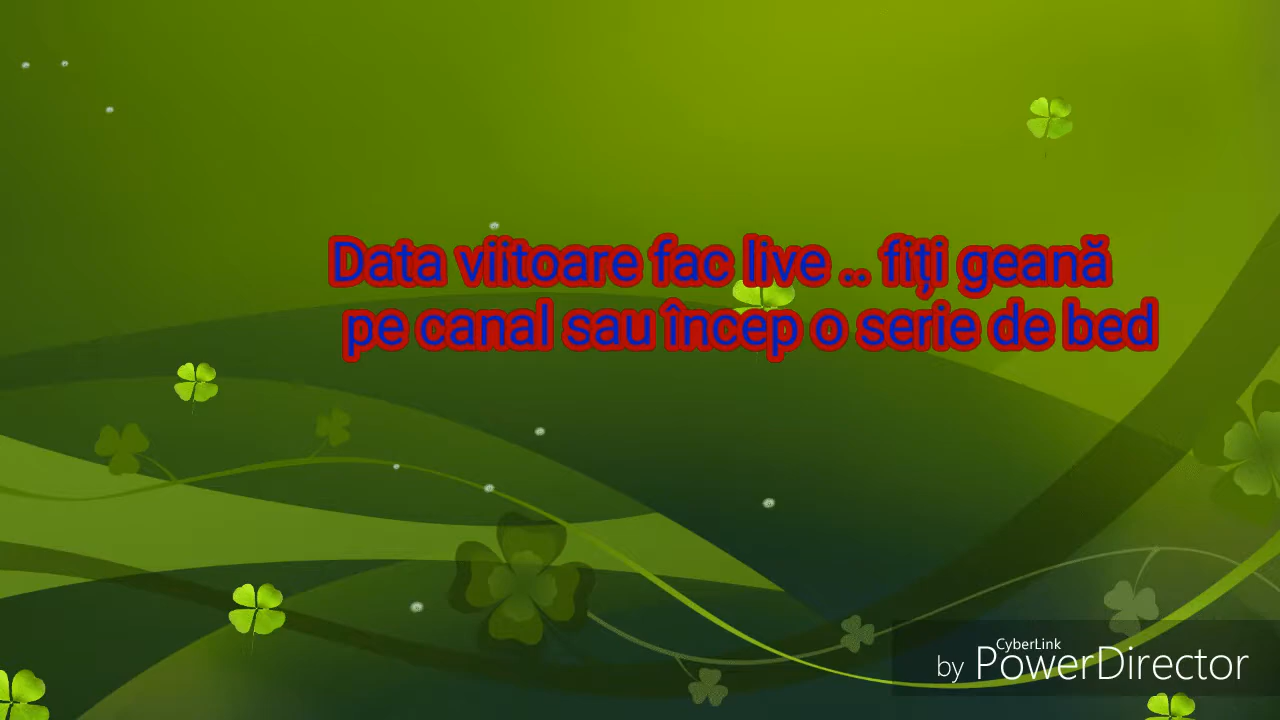 Data viitoare fac live .. fiți geană
pe canal sau încep o serie de bed
CyberLink
by PowerDirector